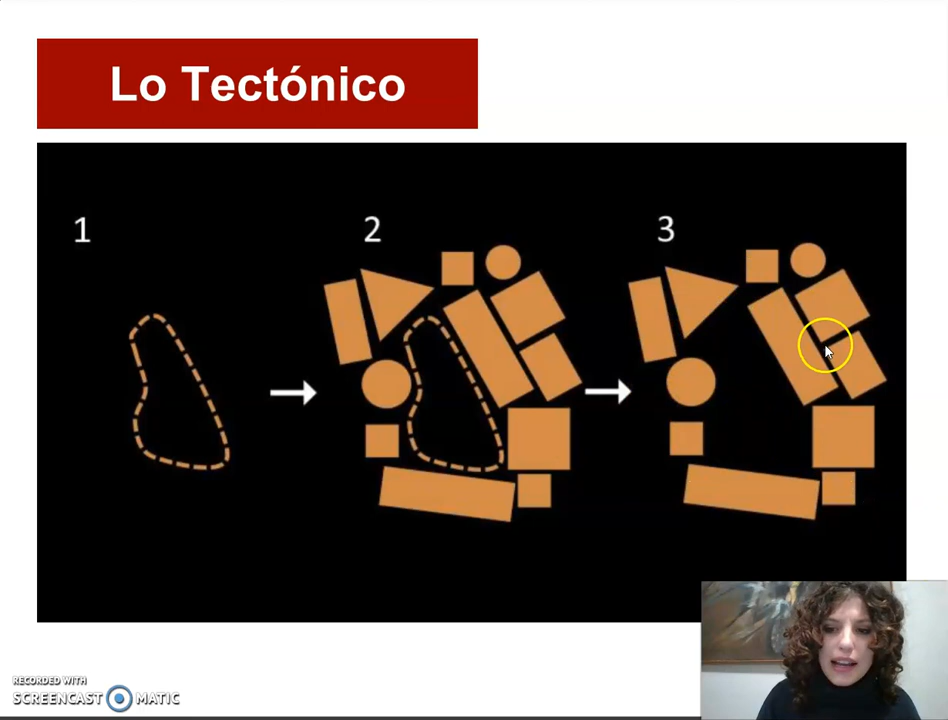 Lo Tectónico
1
2
3
RECORDED WITH
SCREENCAST MATIC